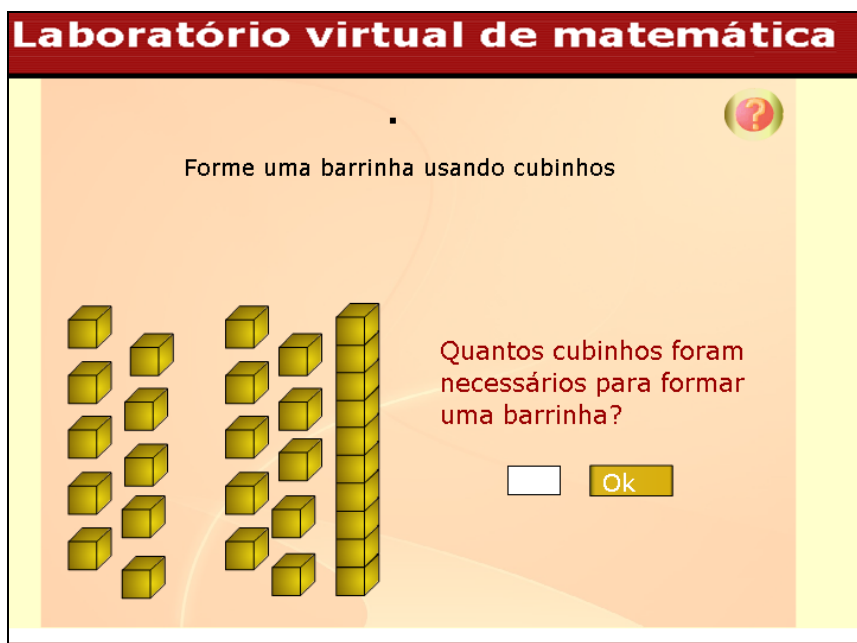 Laboratório virtual de matemática
?
.
Forme uma barrinha usando cubinhos
Quantos cubinhos foram
necessários para formar
uma barrinha?
Ok